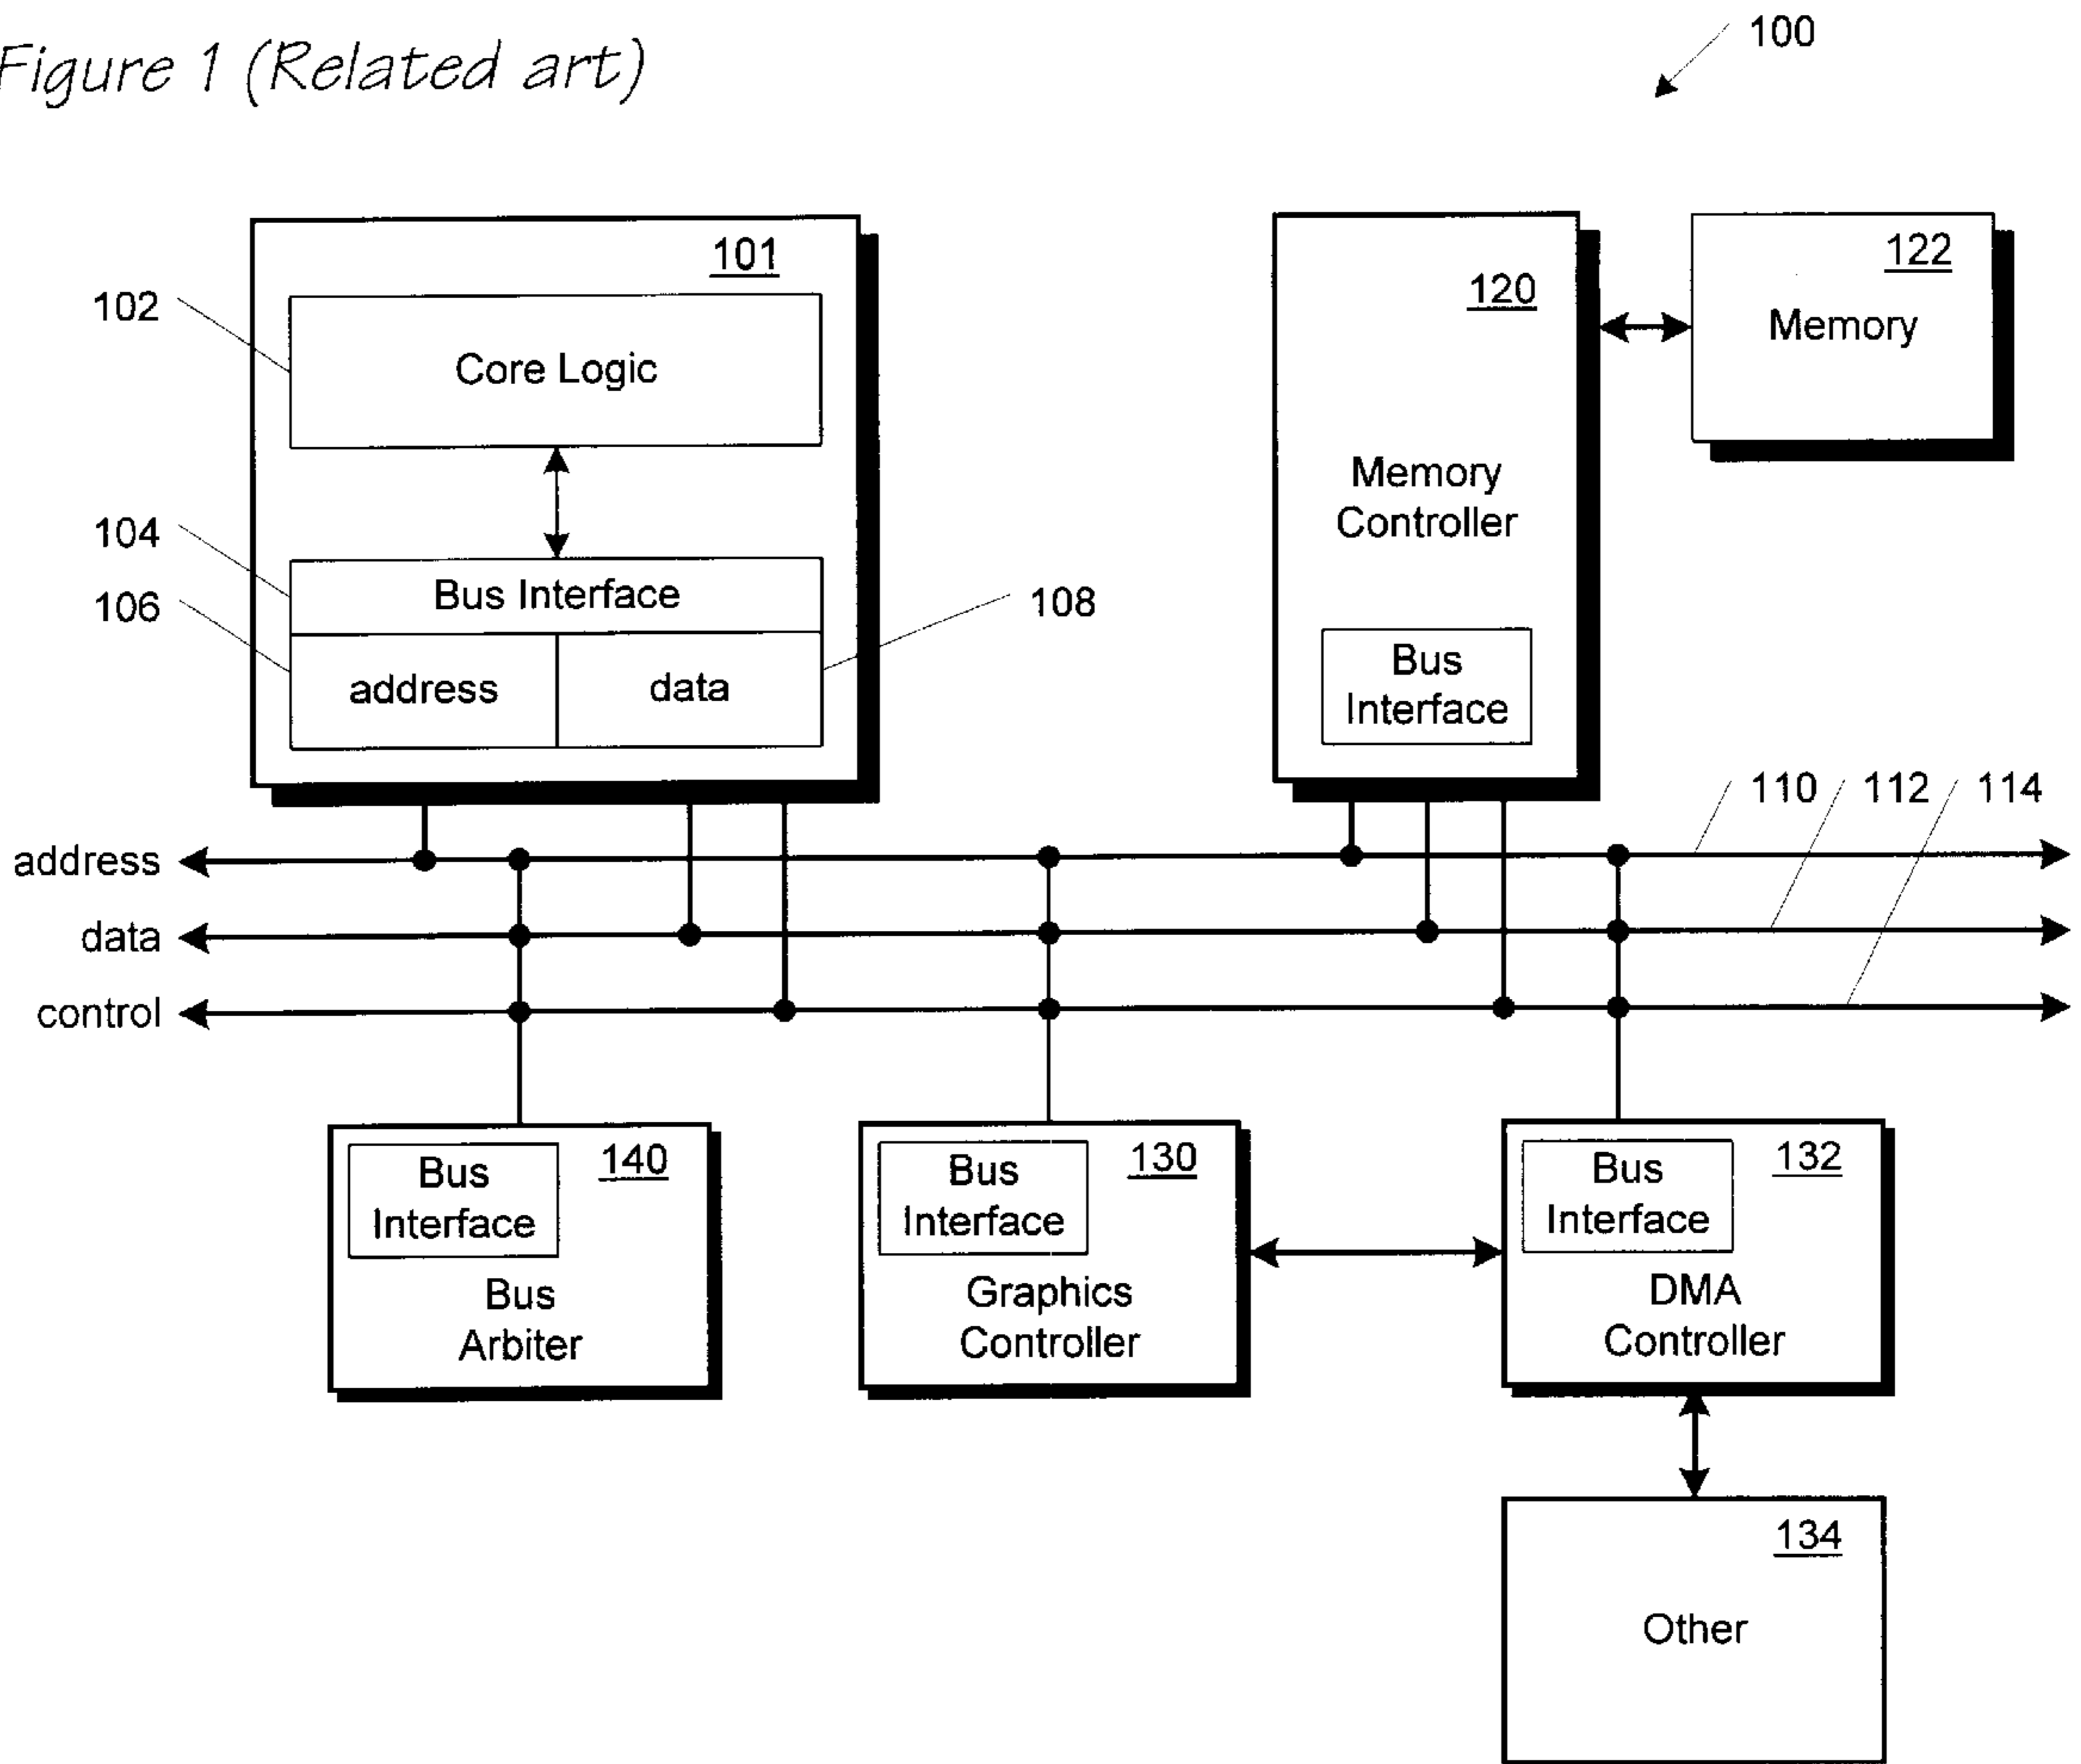 Figure 1 (Related art)
100
101
102
Core Logic
104
Bus Interface
106
address
data
108
120
Memory
Controller
Bus
Interface
122
Memory
110
112
114
address
data
control
Bus
Interface
140
Bus
Arbiter
Bus
Interface
130
Graphics
Controller
Bus
Interface
132
DMA
Controller
134
Other